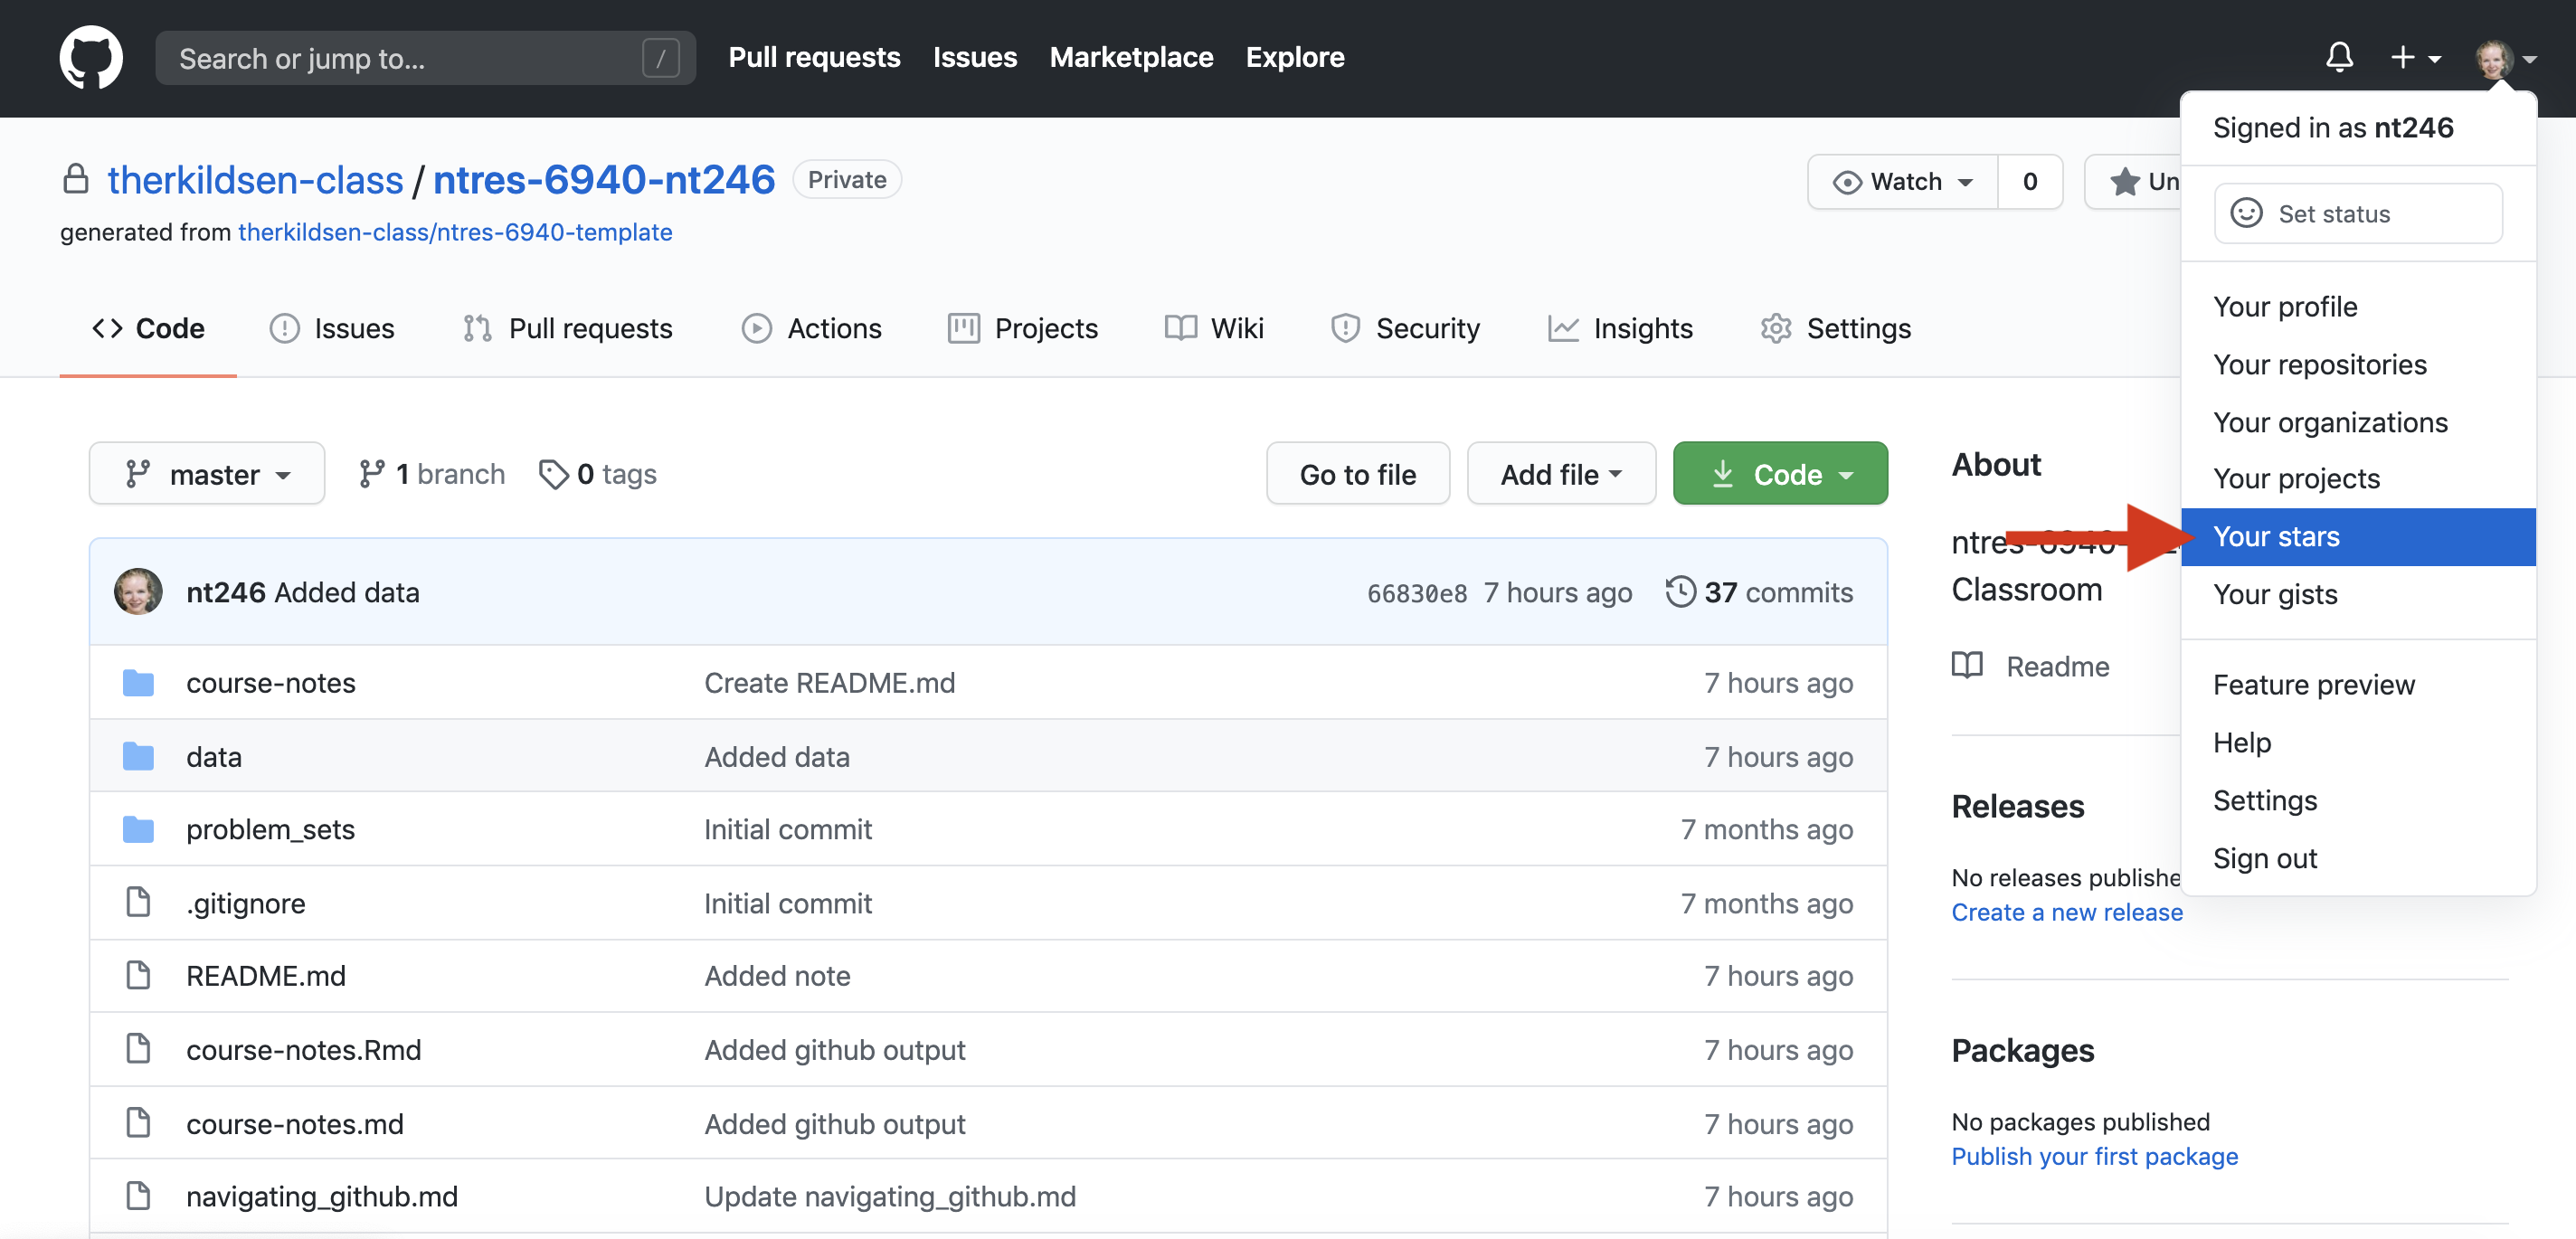 Search or jump to... /
Pull requests Issues Marketplace Explore
Signed in as nt246
Set status
Your profile
Your repositories
Your organizations
Your projects
Your stars
Your gists
Feature preview
Help
Settings
Sign out
therkildsen-class / ntres-6940-nt246 Private
Watch 0
Un
generated from therkildsen-class/ntres-6940-template
Code Issues Pull requests Actions Projects Wiki Security Insights Settings
master 1 branch 0 tags Go to file Add file Code
nt246 Added data 66830e8 7 hours ago 37 commits
course-notes Create README.md 7 hours ago
data Added data 7 hours ago
problem_sets Initial commit 7 months ago
.gitignore Initial commit 7 months ago
README.md Added note 7 hours ago
course-notes.Rmd Added github output 7 hours ago
course-notes.md Added github output 7 hours ago
navigating_github.md Update navigating_github.md 7 hours ago
About
Classroom
Readme
Releases
No releases publishe
Create a new release
Packages
No packages published
Publish your first package